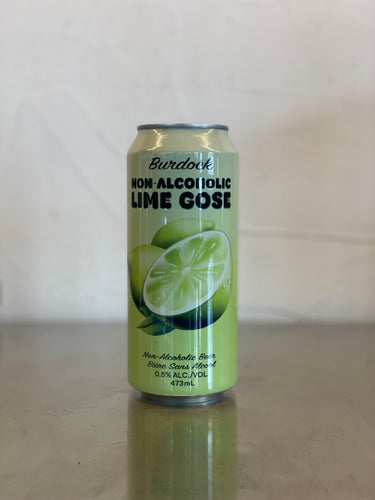 Burdock
NON-ALCOHOLIC
LIME GOSE
Non-Alcoholic Beer
Bière Sans Alcool
0.5% ALC./VOL.
473mL